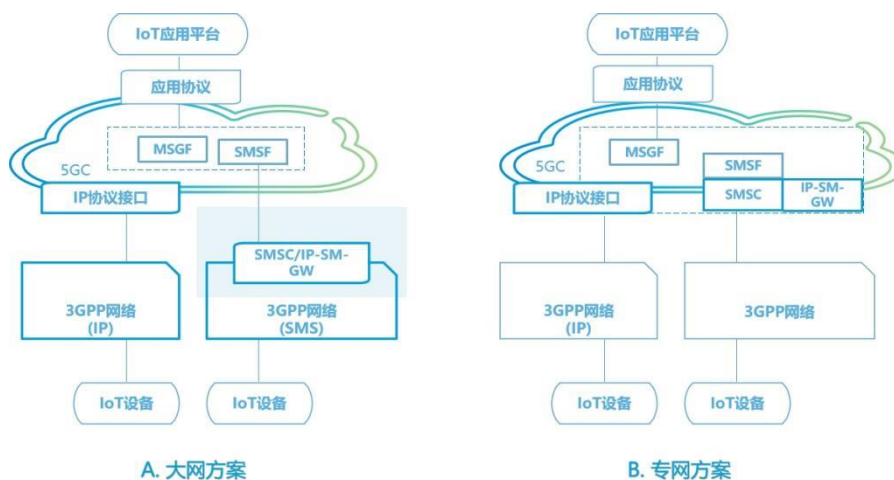 IoT应用平台
应用协议
MSGF
SMSF
5GC
IP协议接口
SMSC/IP-SM-
GW
3GPP网络
(IP)
3GPP网络
(SMS)
IoT设备
IoT设备
A. 大网方案
IoT应用平台
应用协议
MSGF
5GC
SMSF
IP协议接口
SMSC
IP-SM-
GW
3GPP网络
(IP)
3GPP网络
IoT设备
IoT设备
B. 专网方案